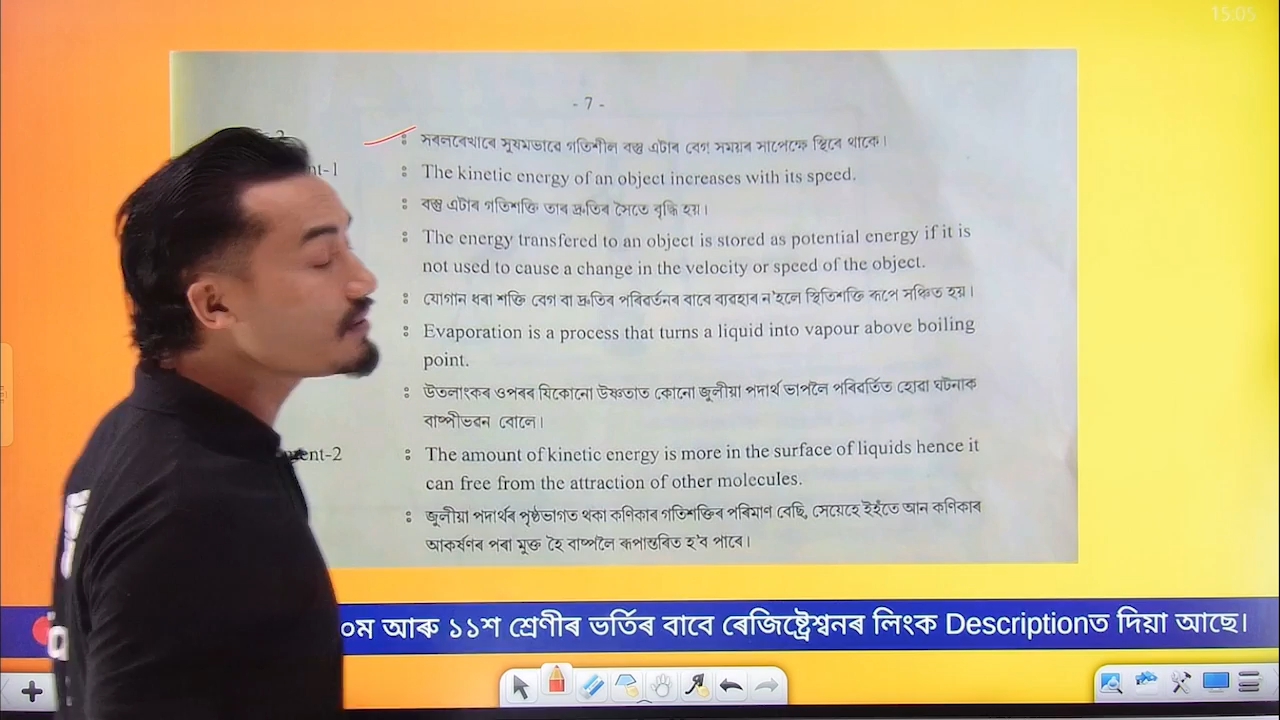 15:05
- 7 -
: সৰলৰেখাৰে সুষমভাৱে গতিশীল বস্তু এটাৰ বেগ সময়ৰ সাপেক্ষে স্থিৰে থাকে।
nt-1 : The kinetic energy of an object increases with its speed.
: বস্তু এটাৰ গতিশক্তি তাৰ দ্ৰুতিৰ সৈতে বৃদ্ধি হয়।
: The energy transfered to an object is stored as potential energy if it is
not used to cause a change in the velocity or speed of the object.
: যোগান ধৰা শক্তি বেগ বা দ্ৰুতিৰ পৰিৱৰ্তনৰ বাবে ব্যৱহাৰ ন'হলে স্থিতিশক্তি ৰূপে সঞ্চিত হয়।
: Evaporation is a process that turns a liquid into vapour above boiling
point.
: উতলাংকৰ ওপৰৰ যিকোনো উষ্ণতাত কোনো জুলীয়া পদাৰ্থ ভাপলৈ পৰিৱৰ্তিত হোৱা ঘটনাক
বাষ্পীভৱন বোলে।
ment-2 : The amount of kinetic energy is more in the surface of liquids hence it
can free from the attraction of other molecules.
: জুলীয়া পদাৰ্থৰ পৃষ্ঠভাগত থকা কণিকাৰ গতিশক্তিৰ পৰিমাণ বেছি, সেয়েহে ইহঁতে আন কণিকাৰ
আকৰ্ষণৰ পৰা মুক্ত হৈ বাষ্পলৈ ৰূপান্তৰিত হ'ব পাৰে।
০ম আৰু ১১শ শ্ৰেণীৰ ভৰ্তিৰ বাবে ৰেজিষ্ট্ৰেশ্বনৰ লিংক Descriptionত দিয়া আছে।